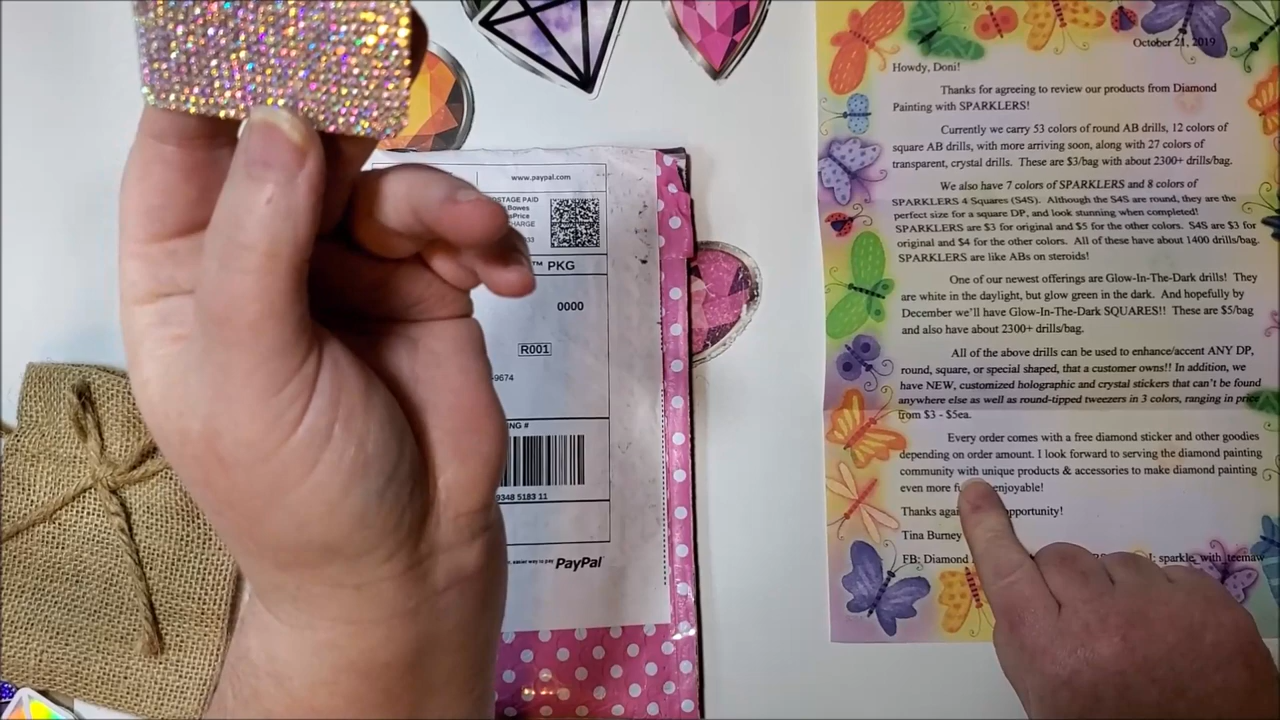 www.paypal.com
STAGE PAID
Bowes
sPrice
CHARGE
033
™ PKG
0000
R001
-9674
ING #
9348 5183 11
PayPal
October 21, 2019
Howdy, Doni!
Thanks for agreeing to review our products from Diamond
Painting with SPARKLERS!
Currently we carry 53 colors of round AB drills, 12 colors of
square AB drills, with more arriving soon, along with 27 colors of
transparent, crystal drills. These are $3/bag with about 2300+ drills/bag.
We also have 7 colors of SPARKLERS and 8 colors of
SPARKLERS 4 Squares (S4S). Although the S4S are round, they are the
perfect size for a square DP, and look stunning when completed!
SPARKLERS are $3 for original and $5 for the other colors. S4S are $3 for
original and $4 for the other colors. All of these have about 1400 drills/bag.
SPARKLERS are like ABs on steroids!
One of our newest offerings are Glow-In-The-Dark drills! They
are white in the daylight, but glow green in the dark. And hopefully by
December we'll have Glow-In-The-Dark SQUARES!! These are $5/bag
and also have about 2300+ drills/bag.
All of the above drills can be used to enhance/accent ANY DP,
round, square, or special shaped, that a customer owns!! In addition, we
have NEW, customized holographic and crystal stickers that can't be found
anywhere else as well as round-tipped tweezers in 3 colors, ranging in price
from $3 - $5ea.
Every order comes with a free diamond sticker and other goodies
depending on order amount. I look forward to serving the diamond painting
community with unique products & accessories to make diamond painting
even more enjoyable!
Thanks opportunity!
Tina Burney
FB: Diamond sparkle_with_teemaw